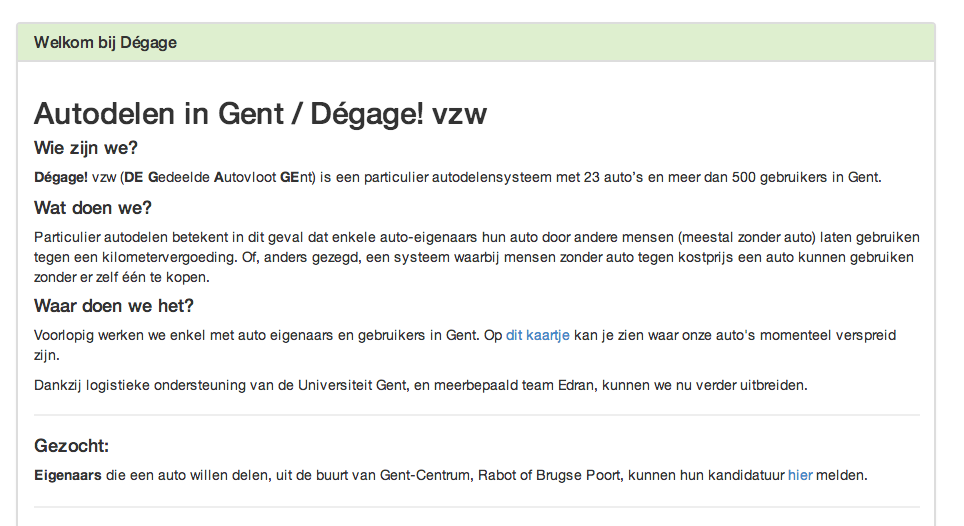 Welkom bij Dégage
Autodelen in Gent / Dégage! vzw
Wie zijn we?
Dégage! vzw (DE Gedeelde Autovloot GEnt) is een particulier autodelensysteem met 23 auto's en meer dan 500 gebruikers in Gent.
Wat doen we?
Particulier autodelen betekent in dit geval dat enkele auto-eigenaars hun auto door andere mensen (meestal zonder auto) laten gebruiken
tegen een kilometervergoeding. Of, anders gezegd, een systeem waarbij mensen zonder auto tegen kostprijs een auto kunnen gebruiken
zonder er zelf één te kopen.
Waar doen we het?
Voorlopig werken we enkel met auto eigenaars en gebruikers in Gent. Op dit kaartje kan je zien waar onze auto's momenteel verspreid
zijn.
Dankzij logistieke ondersteuning van de Universiteit Gent, en meerbepaald team Edran, kunnen we nu verder uitbreiden.
Gezocht:
Eigenaars die een auto willen delen, uit de buurt van Gent-Centrum, Rabot of Brugse Poort, kunnen hun kandidatuur hier melden.